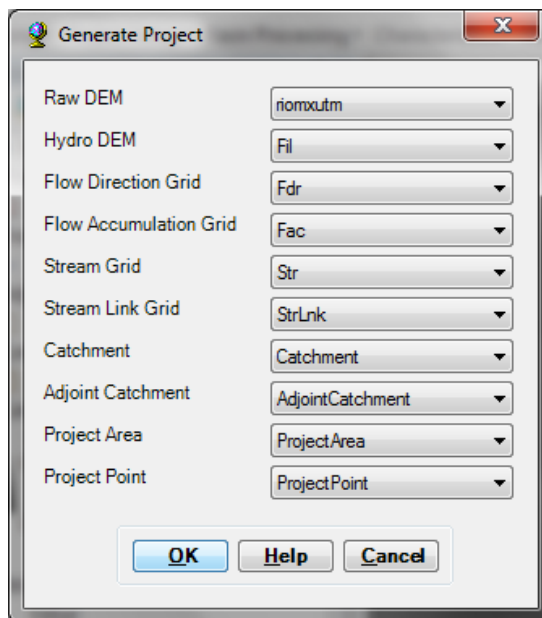 Generate Project
Raw DEM riomxutm
Hydro DEM Fil
Flow Direction Grid Fdr
Flow Accumulation Grid Fac
Stream Grid Str
Stream Link Grid StrLnk
Catchment Catchment
Adjoint Catchment AdjointCatchment
Project Area ProjectArea
Project Point ProjectPoint
OK Help Cancel